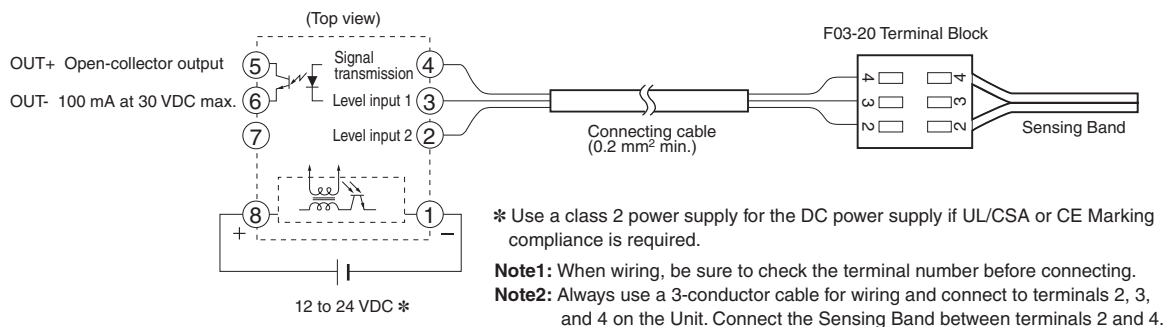 (Top view)
F03-20 Terminal Block
OUT+ Open-collector output
5
Signal
transmission
4
OUT- 100 mA at 30 VDC max.
6
Level input 1
3
7
Level input 2
2
Connecting cable
(0.2 mm² min.)
4
4
3
3
2
2
Sensing Band
8
1
+
−
12 to 24 VDC ✻
✻ Use a class 2 power supply for the DC power supply if UL/CSA or CE Marking
compliance is required.
Note1: When wiring, be sure to check the terminal number before connecting.
Note2: Always use a 3-conductor cable for wiring and connect to terminals 2, 3,
and 4 on the Unit. Connect the Sensing Band between terminals 2 and 4.